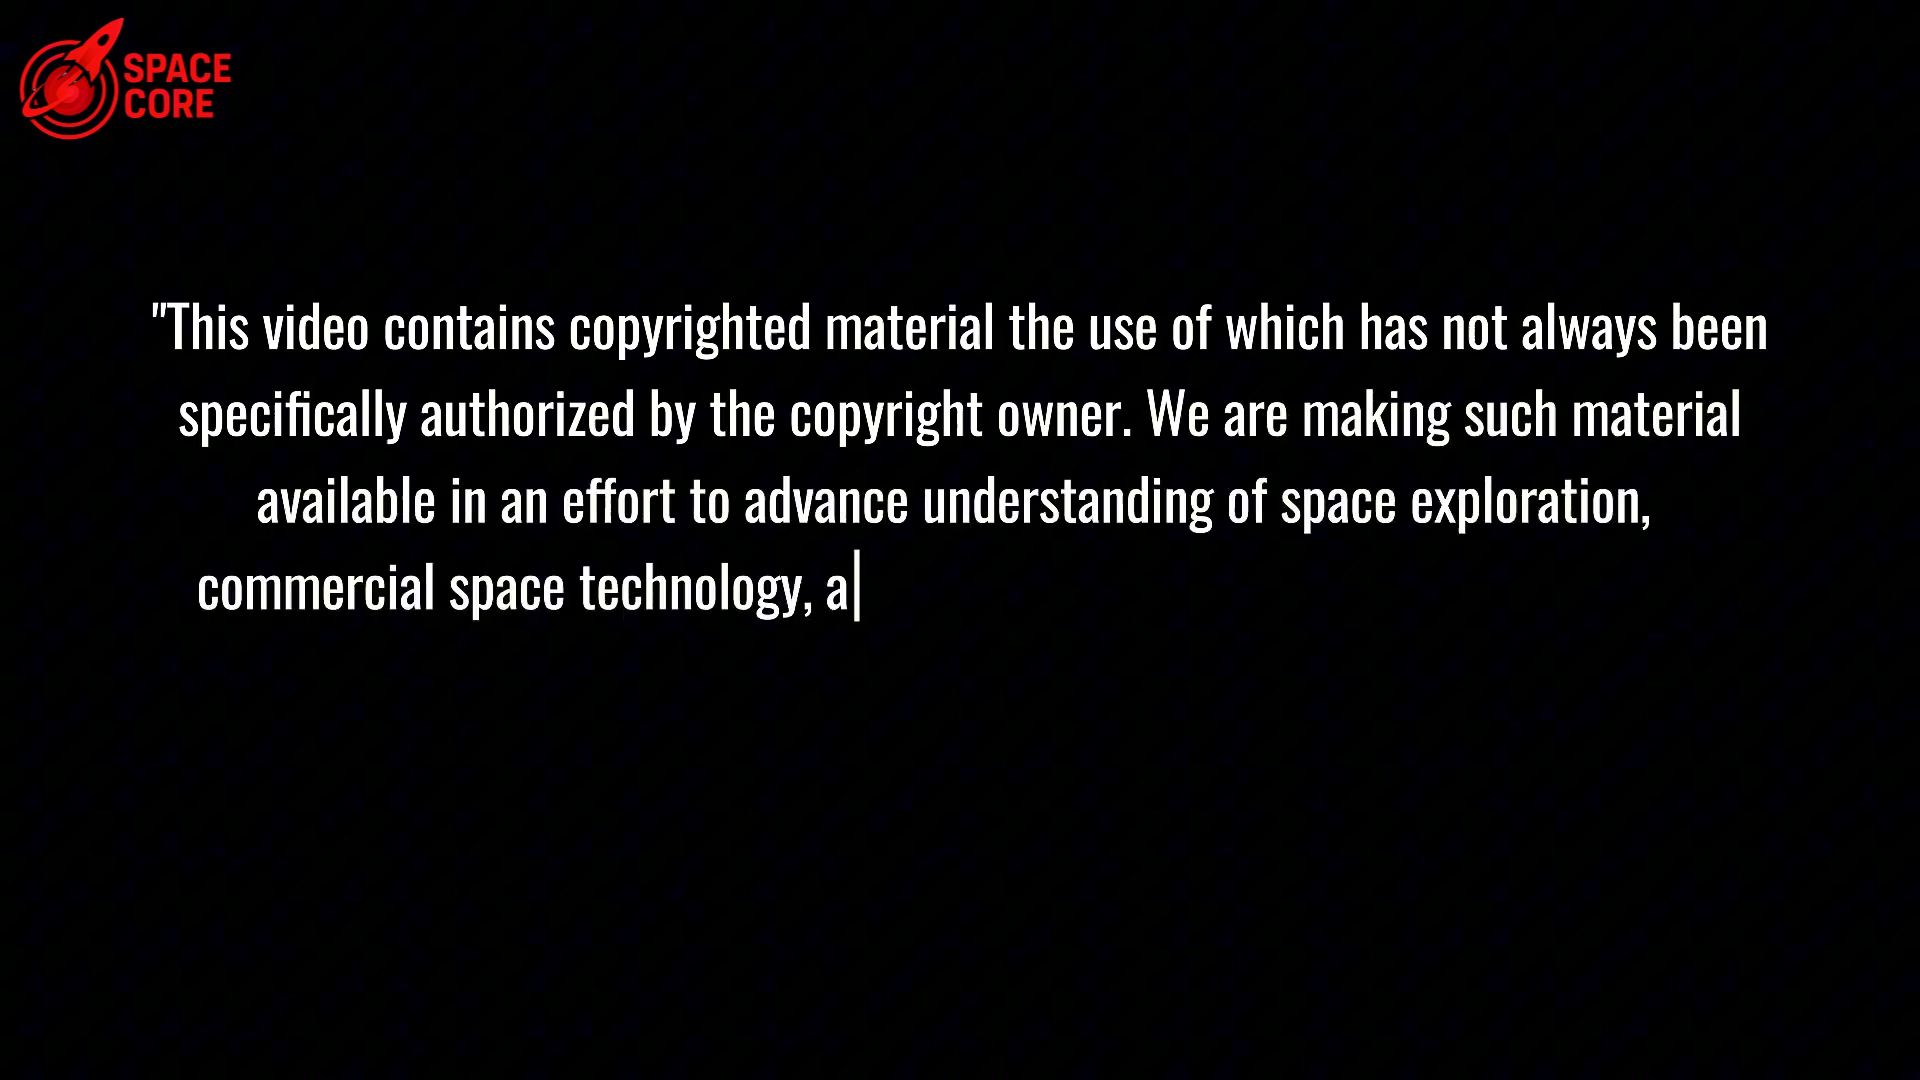 SPACE
CORE
"This video contains copyrighted material the use of which has not always been
specifically authorized by the copyright owner. We are making such material
available in an effort to advance understanding of space exploration,
commercial space technology, a